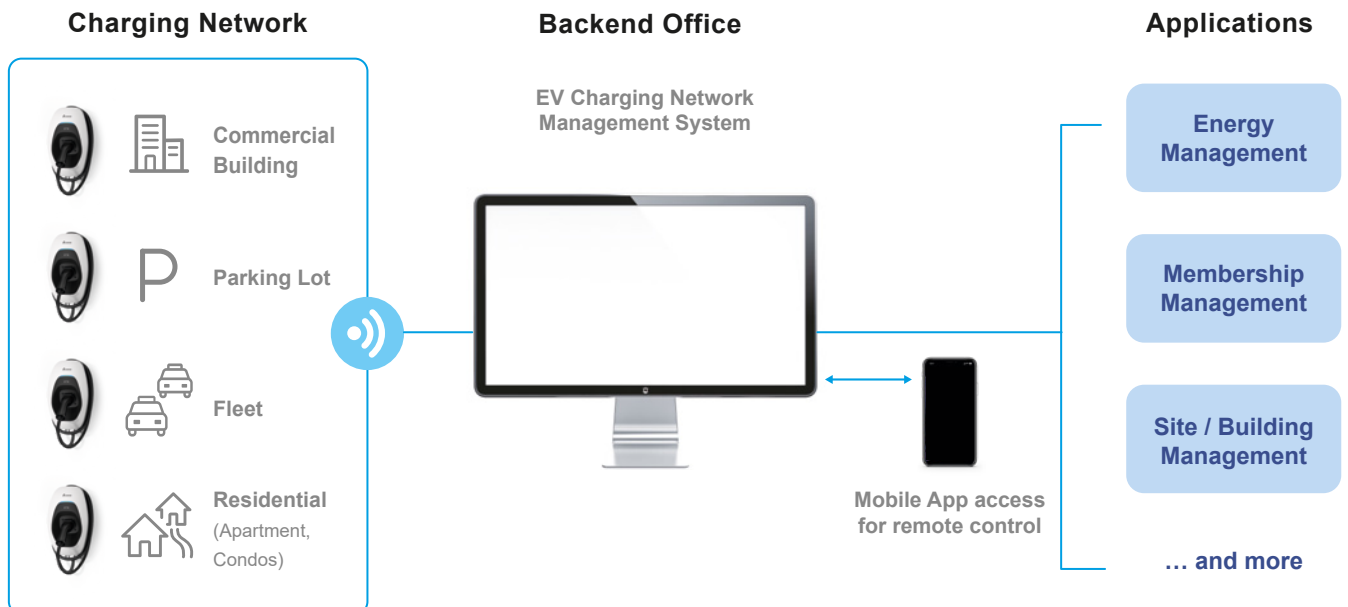 Charging Network
Commercial
Building
P
Parking Lot
Fleet
Residential
(Apartment,
Condos)
Backend Office
EV Charging Network
Management System
Mobile App access
for remote control
Applications
Energy
Management
Membership
Management
Site / Building
Management
… and more